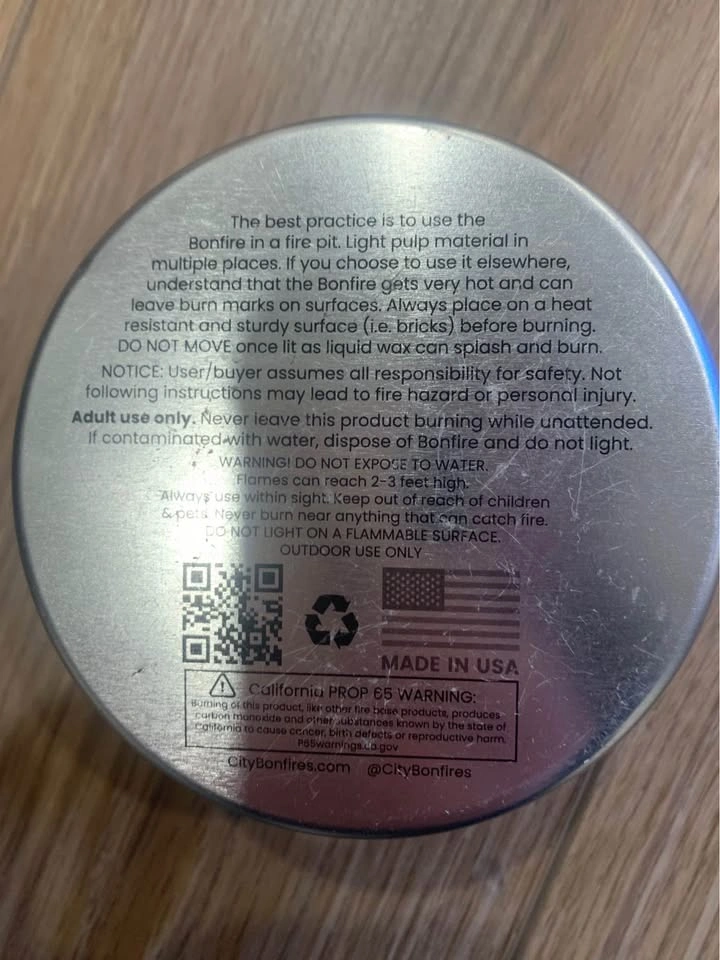 The best practice is to use the
Bonfire in a fire pit. Light pulp material in
multiple places. If you choose to use it elsewhere,
understand that the Bonfire gets very hot and can
leave burn marks on surfaces. Always place on a heat
resistant and sturdy surface (i.e. bricks) before burning.
DO NOT MOVE once lit as liquid wax can splash and burn.
NOTICE: User/buyer assumes all responsibility for safety. Not
following instructions may lead to fire hazard or personal injury.
Adult use only. Never leave this product burning while unattended.
If contaminated with water, dispose of Bonfire and do not light.
WARNING! DO NOT EXPOSE TO WATER.
Flames can reach 2-3 feet high.
Always use within sight. Keep out of reach of children
& pets. Never burn near anything that can catch fire.
DO NOT LIGHT ON A FLAMMABLE SURFACE.
OUTDOOR USE ONLY
MADE IN USA
California PROP 65 WARNING:
Burning of this product, like other fire base products, produces
carbon monoxide and other substances known by the state of
California to cause cancer, birth defects or reproductive harm.
P65warnings.ca.gov
CityBonfires.com @CityBonfires